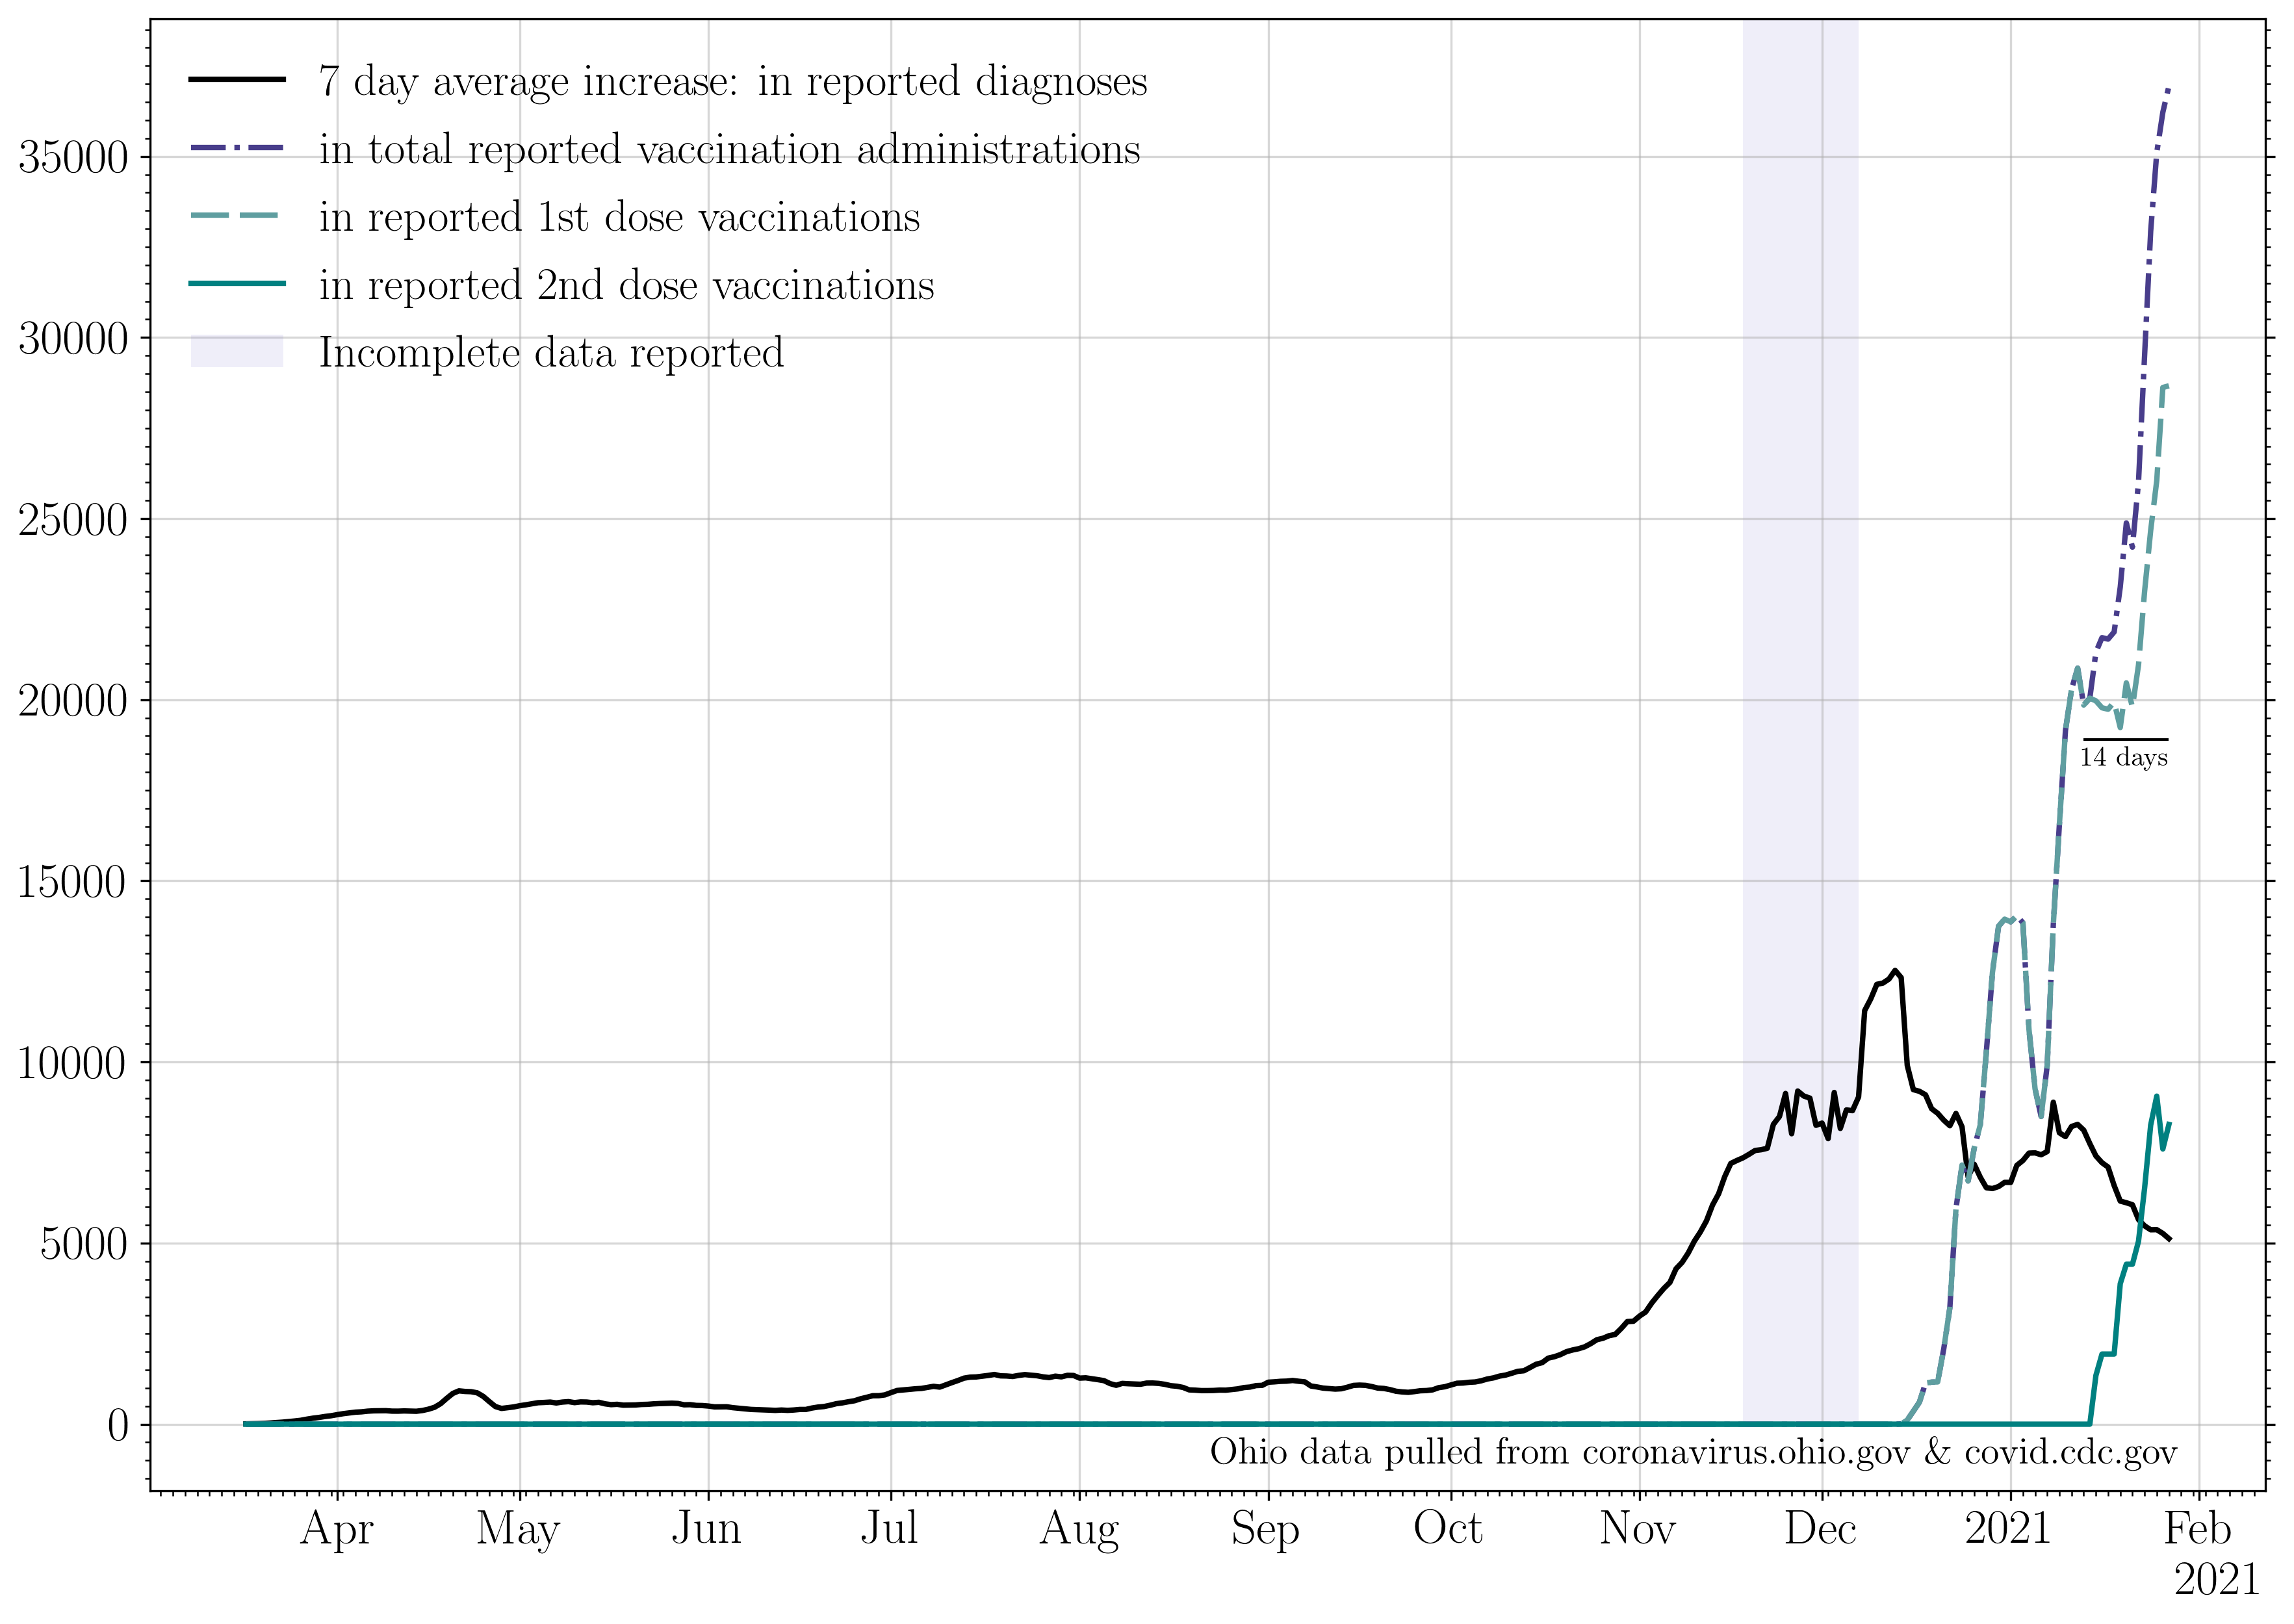 7 day average increase: in reported diagnoses
in total reported vaccination administrations
in reported 1st dose vaccinations
in reported 2nd dose vaccinations
Incomplete data reported
35000
30000
25000
20000
15000
10000
5000
0
14 days
Ohio data pulled from coronavirus.ohio.gov & covid.cdc.gov
Apr May Jun Jul Aug Sep Oct Nov Dec 2021 Feb
2021